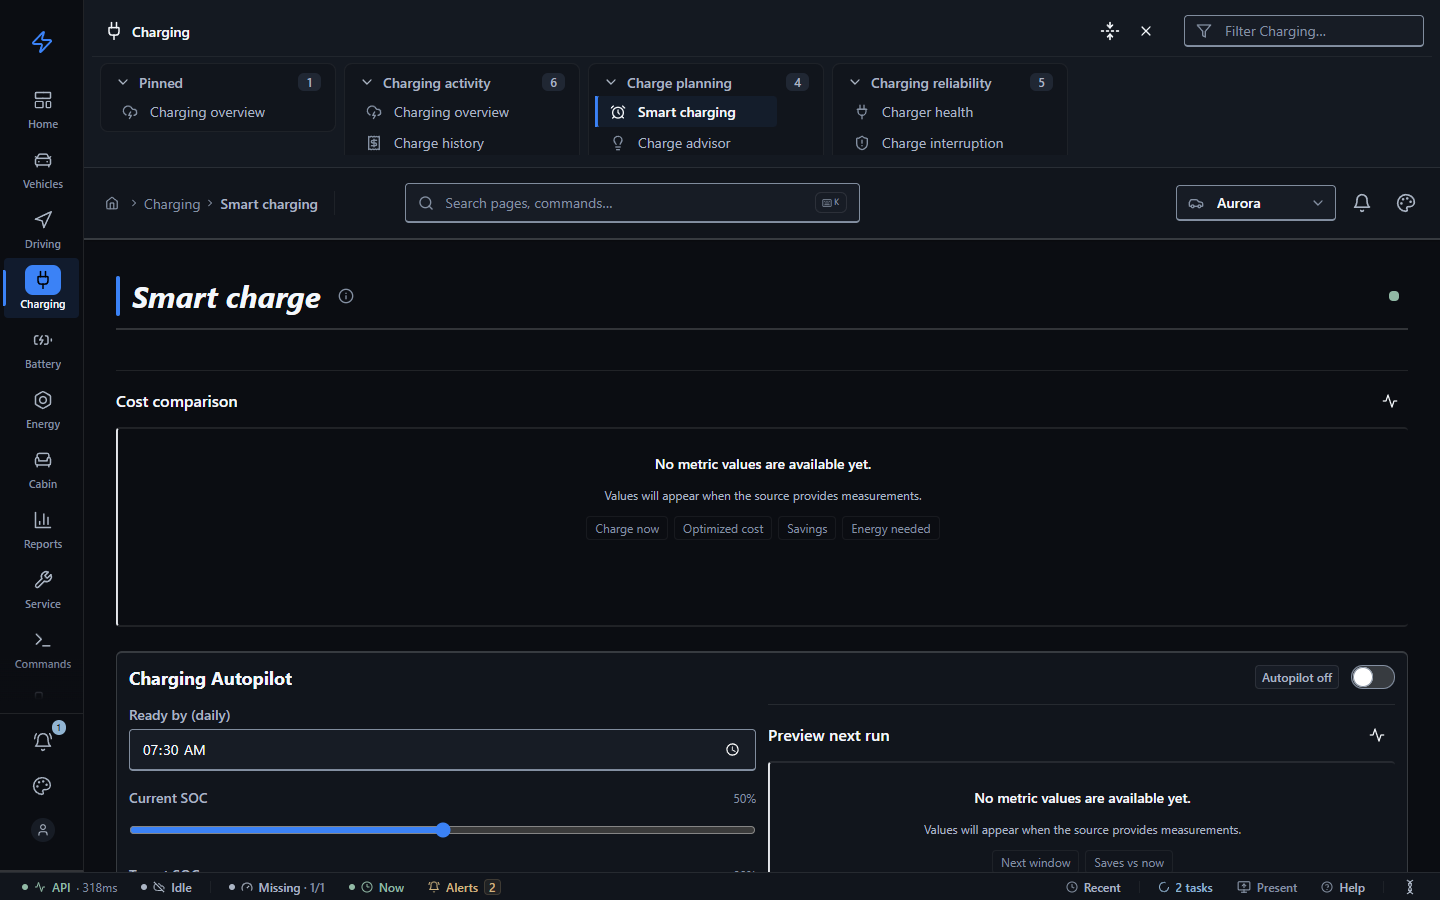 Charging
Filter Charging...
Pinned 1
Charging overview
Charging activity 6
Charging overview
Charge history
Charge planning 4
Smart charging
Charge advisor
Charging reliability 5
Charger health
Charge interruption
Home
Vehicles
Driving
Charging
Battery
Energy
Cabin
Reports
Service
Commands
1
Charging > Smart charging
Search pages, commands...
K
Aurora
Smart charge
Cost comparison
No metric values are available yet.
Values will appear when the source provides measurements.
Charge now Optimized cost Savings Energy needed
Charging Autopilot
Autopilot off
Ready by (daily)
07:30 AM
Current SOC 50%
Preview next run
No metric values are available yet.
Values will appear when the source provides measurements.
Next window Saves vs now
API · 318ms Idle Missing · 1/1 Now Alerts 2 Recent 2 tasks Present Help